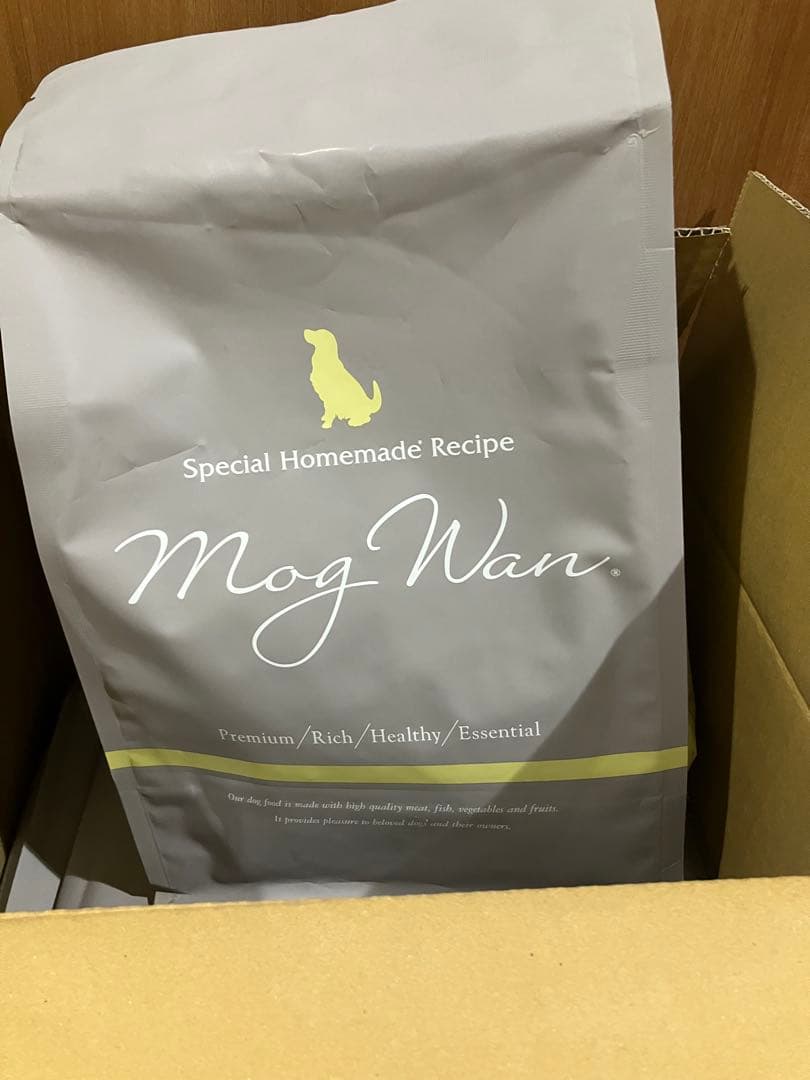 Special Homemade* Recipe
Mog Wan®
Premium/Rich/Healthy/Essential
Our dog food is made with high quality meat, fish, vegetables and fruits.
It provides pleasure to beloved dogs and their owners.